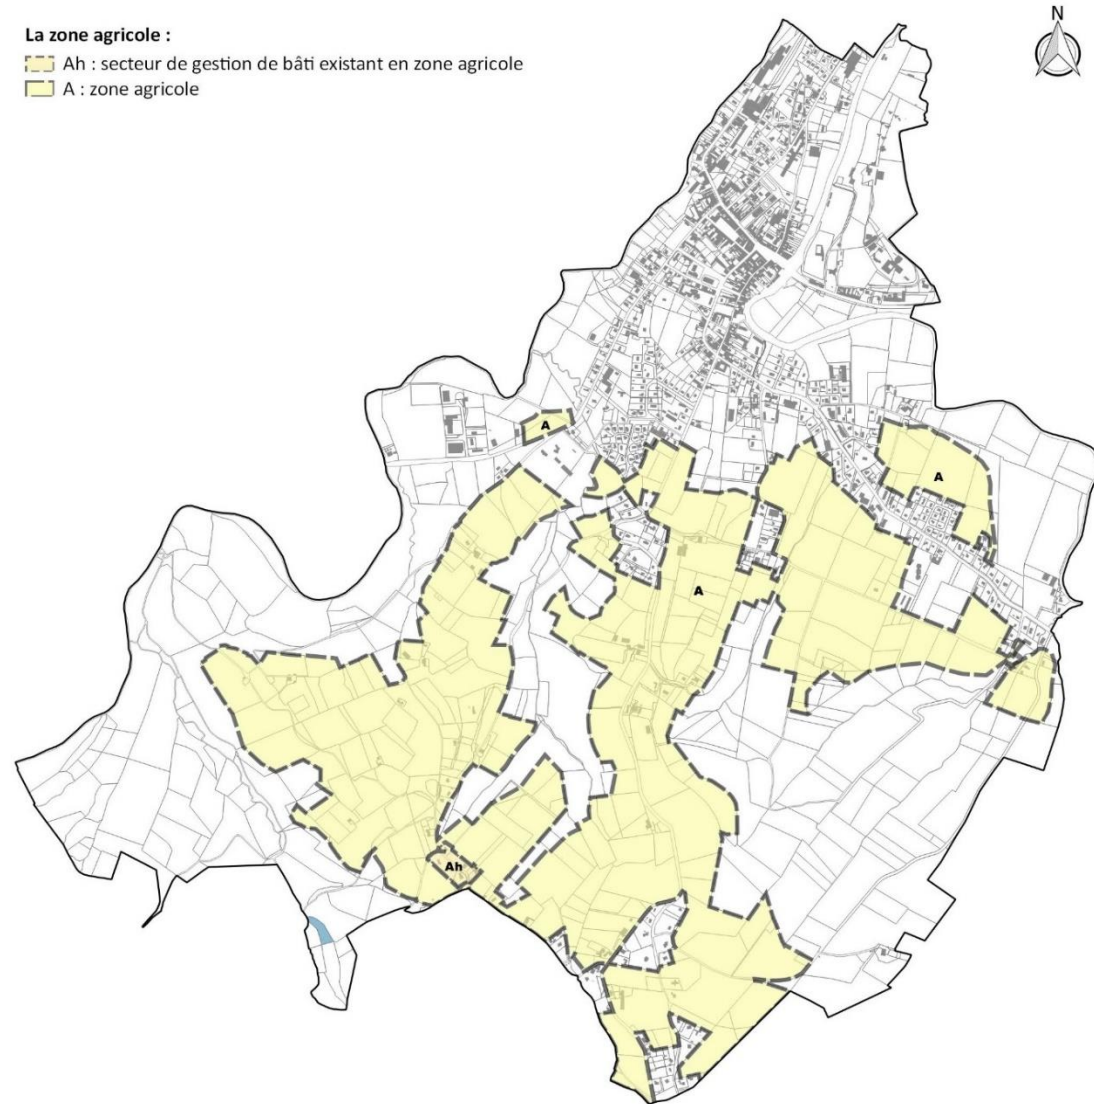 N
La zone agricole :
Ah : secteur de gestion de bâti existant en zone agricole
A : zone agricole
A
A
A
Ah